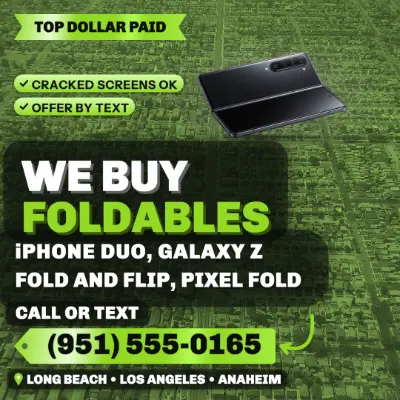 TOP DOLLAR PAID
CRACKED SCREENS OK
OFFER BY TEXT
WE BUY
FOLDABLES
iPHONE DUO, GALAXY Z
FOLD AND FLIP, PIXEL FOLD
CALL OR TEXT
(951) 555-0165
LONG BEACH • LOS ANGELES • ANAHEIM